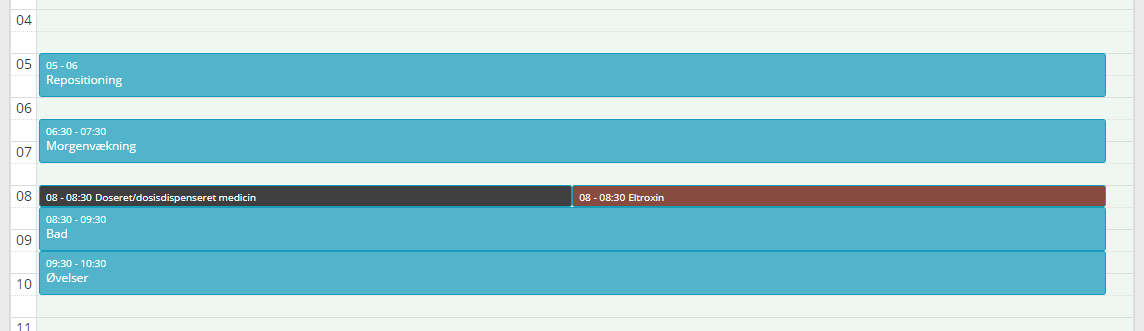 04
05
05 - 06
Repositioning
06
06:30 - 07:30
Morgenvækning
07
08
08 - 08:30 Doseret/dosisdispenseret medicin
08 - 08:30 Eltroxin
08:30 - 09:30
Bad
09
09:30 - 10:30
Øvelser
10
11